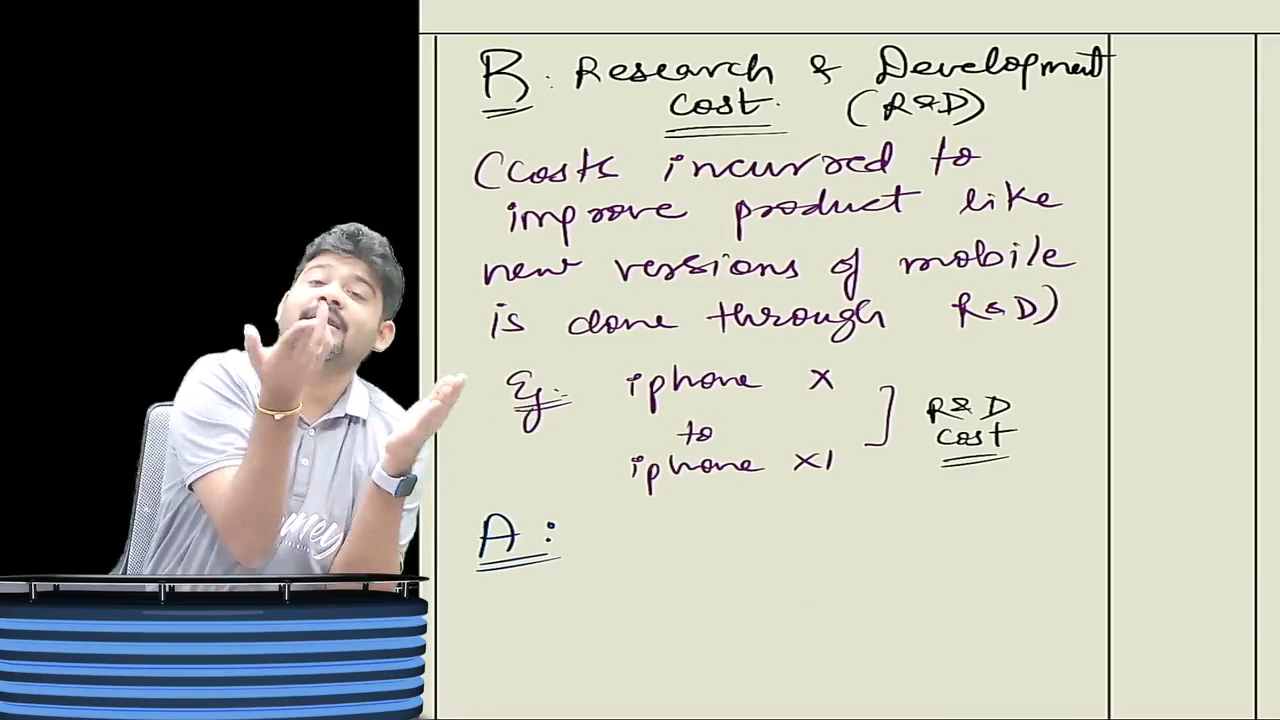 R: Research & Development
cost. (R&D)
(Costs incurred to
improve product like
new versions of mobile
is done through R&D)
Eg:- iphone X
to
iphone XI
R&D
cost
A: